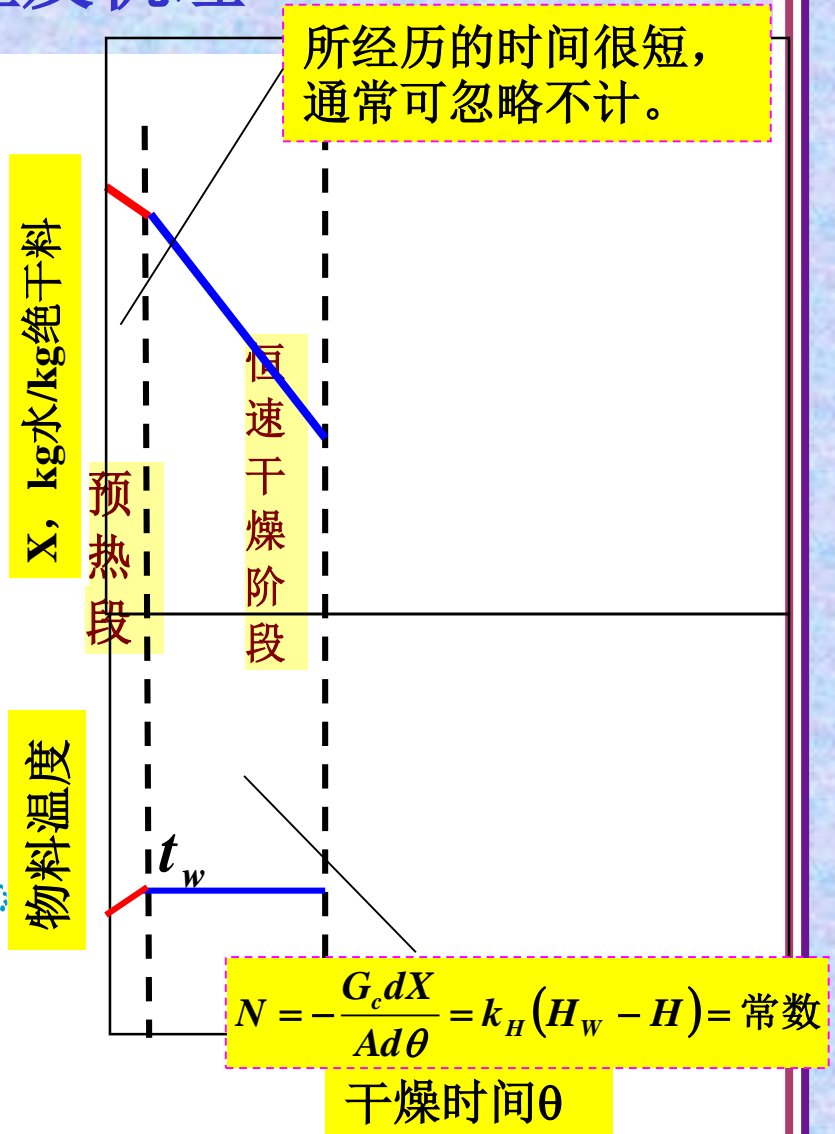 所经历的时间很短，
通常可忽略不计。
X，kg水/kg绝干料
预热段
恒速干燥阶段
物料温度
t_w
N = -\frac{G_c dX}{A d\theta} = k_H (H_W - H) = 常数
干燥时间θ